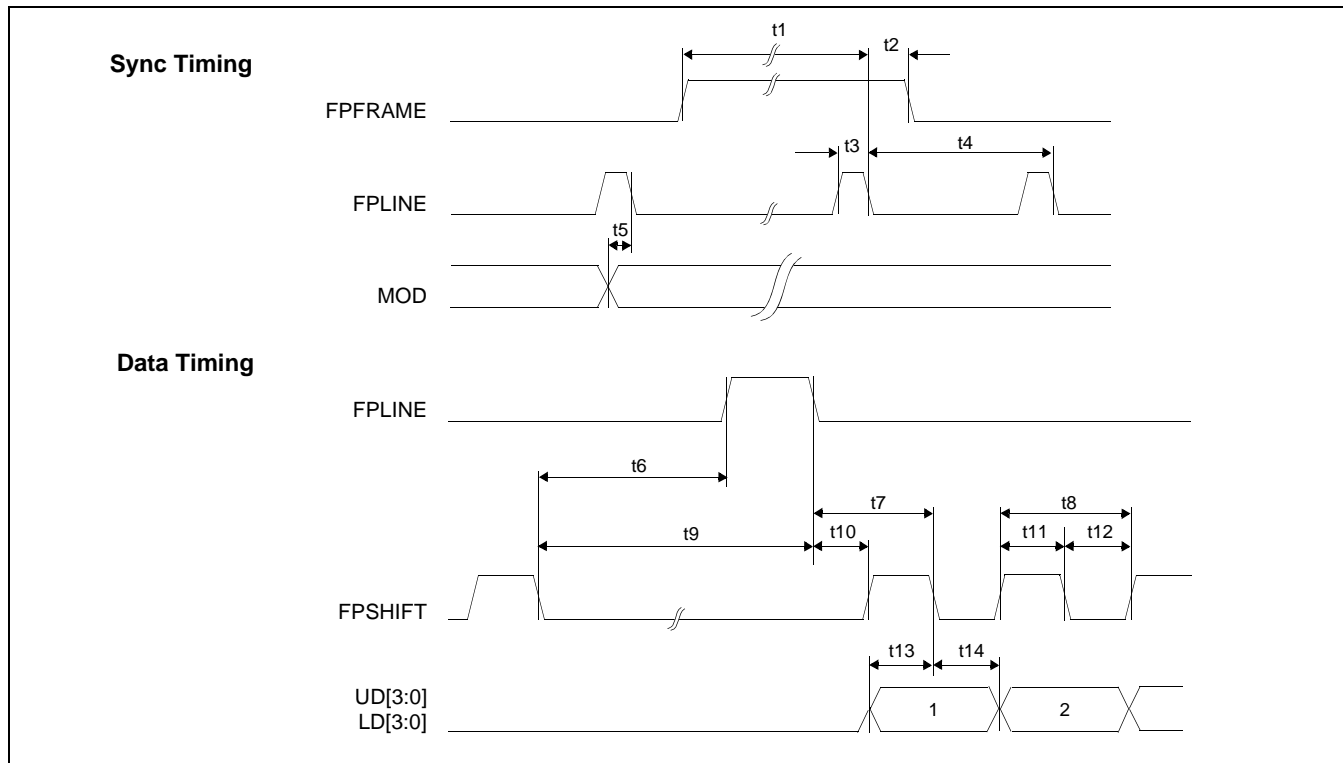 Sync Timing
t1
t2
FPFRAME
t3
t4
FPLINE
t5
MOD
Data Timing
FPLINE
t6
t7
t8
t9
t10
t11
t12
FPSHIFT
t13
t14
UD[3:0]
LD[3:0]
1
2